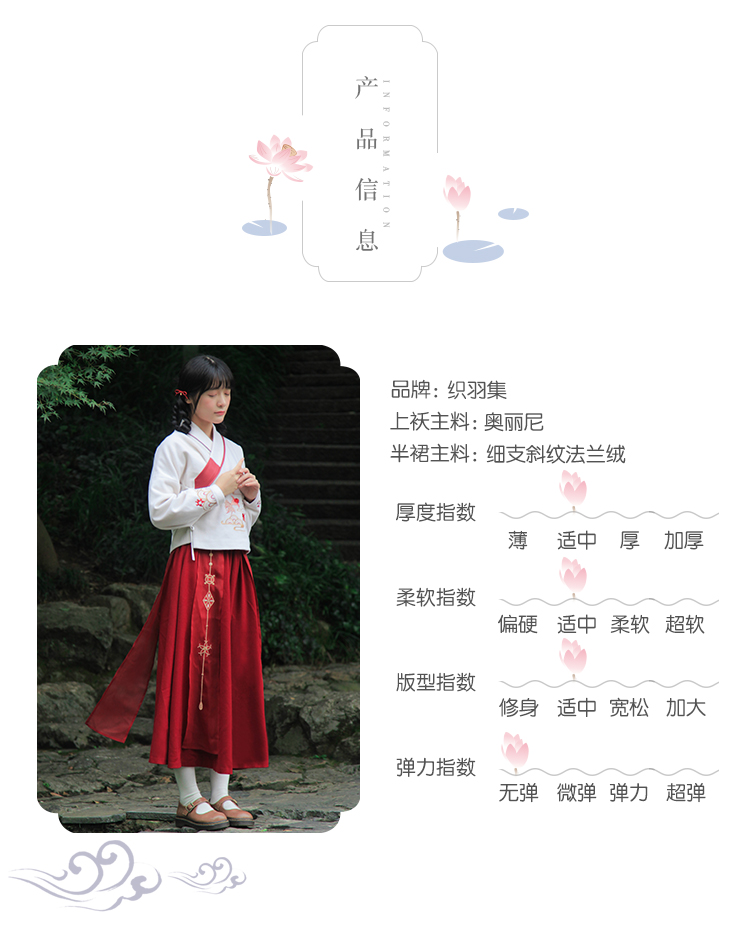 产品信息
INFORMATION
品牌：织羽集
上袄主料：奥丽尼
半裙主料：细支斜纹法兰绒
厚度指数
薄 适中 厚 加厚
柔软指数
偏硬 适中 柔软 超软
版型指数
修身 适中 宽松 加大
弹力指数
无弹 微弹 弹力 超弹